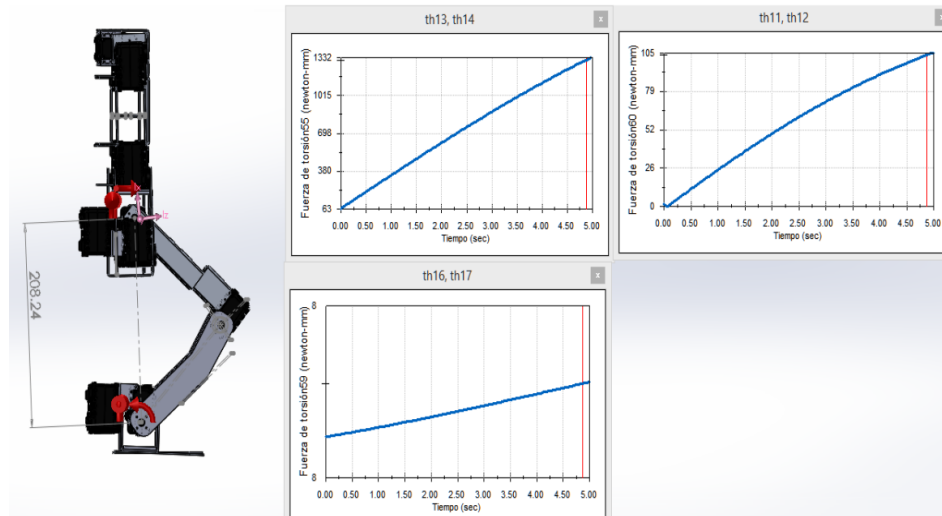 th13, th14
x
Fuerza de torsión55 (newton-mm)
1332
1015
698
380
63
0.00 0.50 1.00 1.50 2.00 2.50 3.00 3.50 4.00 4.50 5.00
Tiempo (sec)
th11, th12
x
Fuerza de torsión60 (newton-mm)
105
79
52
26
0
0.00 0.50 1.00 1.50 2.00 2.50 3.00 3.50 4.00 4.50 5.00
Tiempo (sec)
208.24
th16, th17
x
Fuerza de torsión59 (newton-mm)
8
8
0.00 0.50 1.00 1.50 2.00 2.50 3.00 3.50 4.00 4.50 5.00
Tiempo (sec)